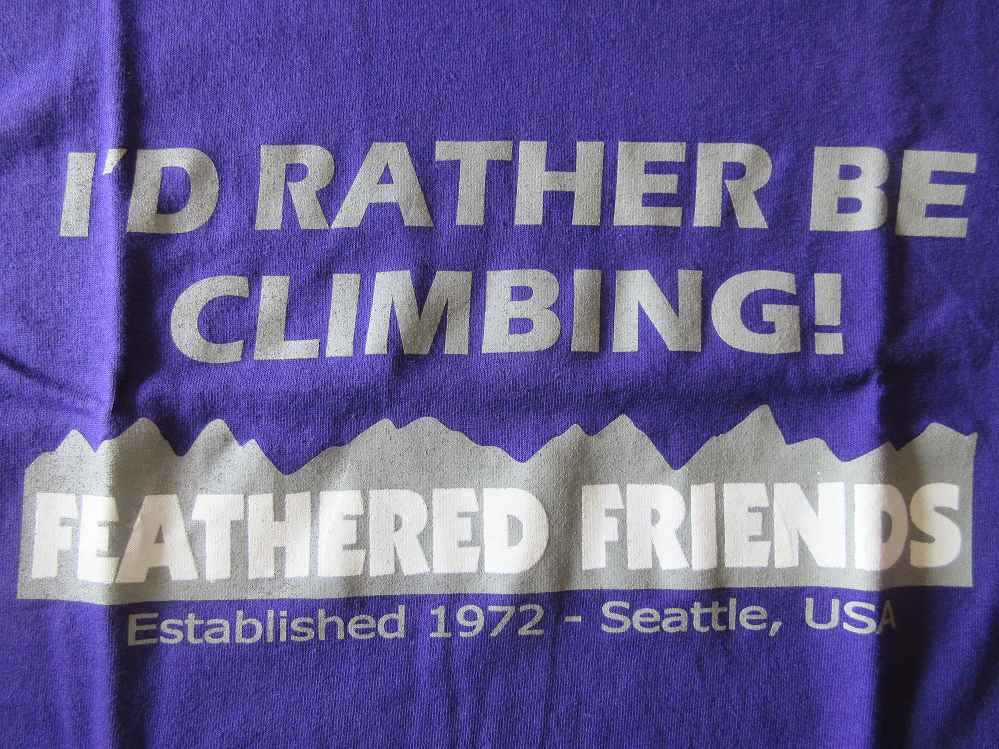 I'D RATHER BE
CLIMBING!
FEATHERED FRIENDS
Established 1972 - Seattle, USA